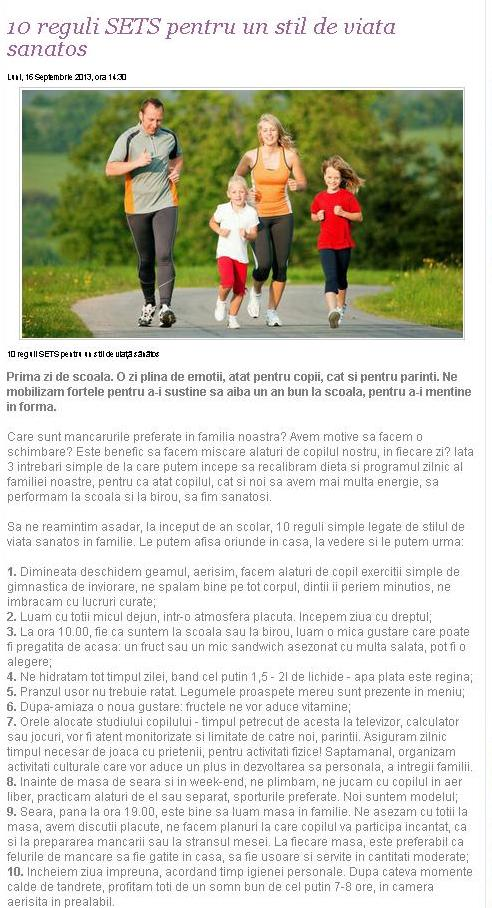 10 reguli SETS pentru un stil de viata
sanatos
Luni, 16 Septembrie 2013, ora 14:30
10 reguli SETS pentru un stil de viață sănătos
Prima zi de scoala. O zi plina de emotii, atat pentru copii, cat si pentru parinti. Ne
mobilizam fortele pentru a-i sustine sa aiba un an bun la scoala, pentru a-i mentine
in forma.
Care sunt mancarurile preferate in familia noastra? Avem motive sa facem o
schimbare? Este benefic sa facem miscare alaturi de copilul nostru, in fiecare zi? Iata
3 intrebari simple de la care putem incepe sa recalibram dieta si programul zilnic al
familiei noastre, pentru ca atat copilul, cat si noi sa avem mai multa energie, sa
performam la scoala si la birou, sa fim sanatosi.
Sa ne reamintim asadar, la inceput de an scolar, 10 reguli simple legate de stilul de
viata sanatos in familie. Le putem afisa oriunde in casa, la vedere si le putem urma:
1. Dimineata deschidem geamul, aerisim, facem alaturi de copil exercitii simple de
gimnastica de inviorare, ne spalam bine pe tot corpul, dintii ii periem minutios, ne
imbracam cu lucruri curate;
2. Luam cu totii micul dejun, intr-o atmosfera placuta. Incepem ziua cu dreptul;
3. La ora 10.00, fie ca suntem la scoala sau la birou, luam o mica gustare care poate
fi pregatita de acasa: un fruct sau un mic sandwich asezonat cu multa salata, pot fi o
alegere;
4. Ne hidratam tot timpul zilei, band cel putin 1,5 - 2l de lichide - apa plata este regina;
5. Pranzul usor nu trebuie ratat. Legumele proaspete mereu sunt prezente in meniu;
6. Dupa-amiaza o noua gustare: fructele ne vor aduce vitamine;
7. Orele alocate studiului copilului - timpul petrecut de acesta la televizor, calculator
sau jocuri, vor fi atent monitorizate si limitate de catre noi, parintii. Asiguram zilnic
timpul necesar de joaca cu prietenii, pentru activitati fizice! Saptamanal, organizam
activitati culturale care vor aduce un plus in dezvoltarea sa personala, a intregii familii.
8. Inainte de masa de seara si in week-end, ne plimbam, ne jucam cu copilul in aer
liber, practicam alaturi de el sau separat, sporturile preferate. Noi suntem modelul;
9. Seara, pana la ora 19.00, este bine sa luam masa in familie. Ne asezam cu totii la
masa, avem discutii placute, ne facem planuri la care copilul va participa incantat, ca
si la prepararea mancarii sau la stransul mesei. La fiecare masa, este preferabil ca
felurile de mancare sa fie gatite in casa, sa fie usoare si servite in cantitati moderate;
10. Incheiem ziua impreuna, acordand timp igienei personale. Dupa cateva momente
calde de tandrete, profitam toti de un somn bun de cel putin 7-8 ore, in camera
aerisita in prealabil.